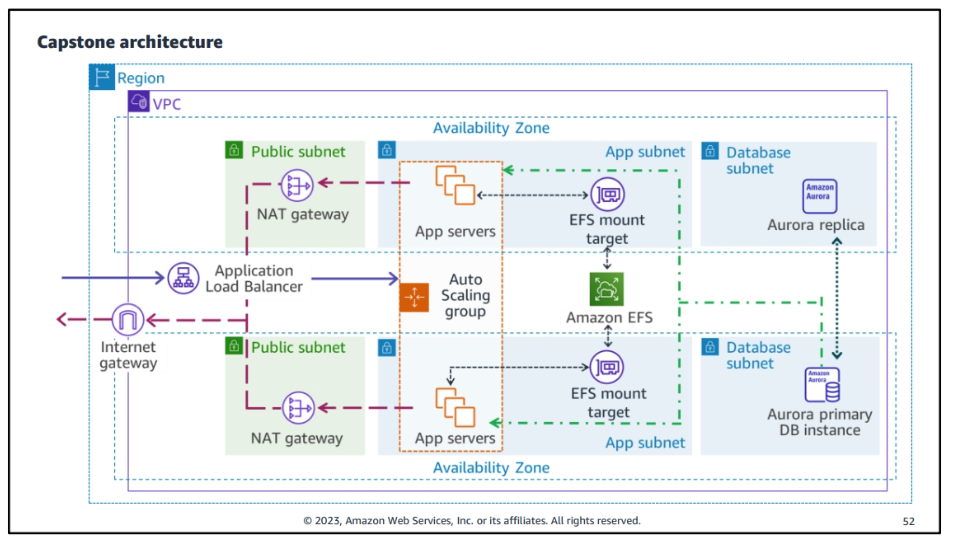 Capstone architecture
Region
VPC
Availability Zone
Public subnet
App subnet
Database
subnet
NAT gateway
App servers
EFS mount
target
Amazon
Aurora
Aurora replica
Application
Load Balancer
Auto
Scaling
group
Amazon EFS
Internet
gateway
Public subnet
Database
subnet
NAT gateway
App servers
EFS mount
target
App subnet
Amazon
Aurora
Aurora primary
DB instance
Availability Zone
© 2023, Amazon Web Services, Inc. or its affiliates. All rights reserved.
52